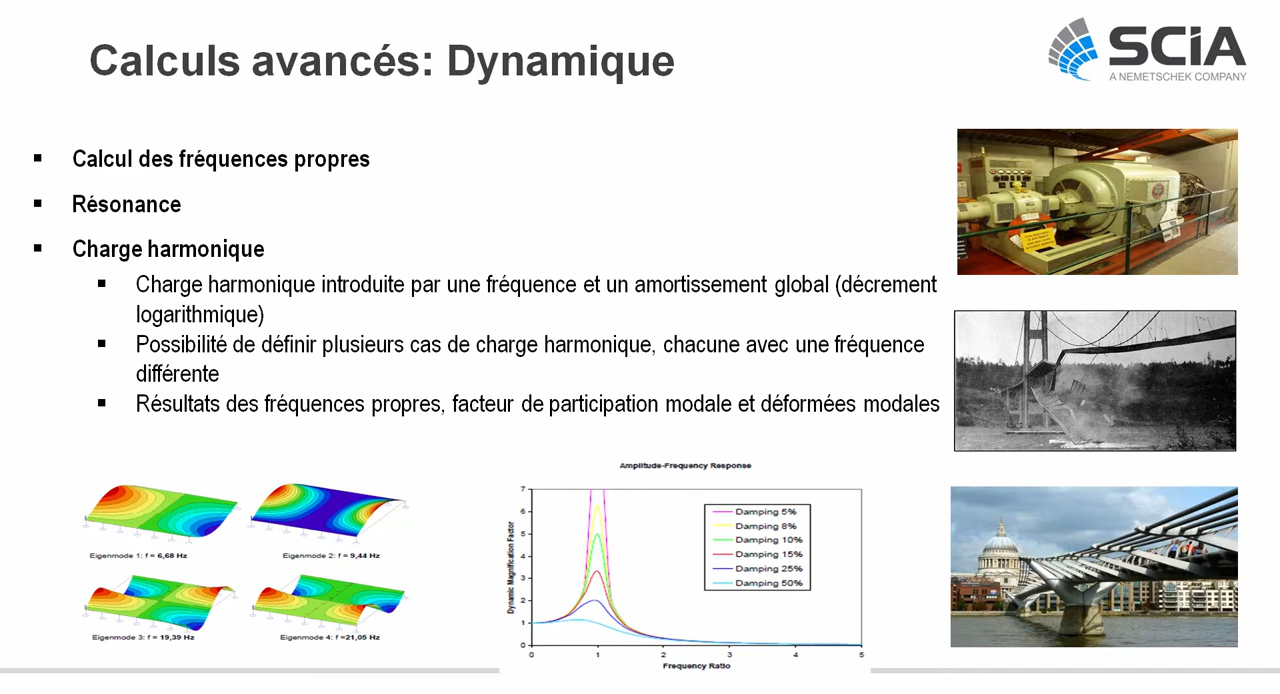 Calculs avancés: Dynamique
SCiA
A NEMETSCHEK COMPANY
Calcul des fréquences propres
Résonance
Charge harmonique
Charge harmonique introduite par une fréquence et un amortissement global (décrement
logarithmique)
Possibilité de définir plusieurs cas de charge harmonique, chacune avec une fréquence
différente
Résultats des fréquences propres, facteur de participation modale et déformées modales
Eigenmode 1: f = 6,68 Hz
Eigenmode 2: f = 9,44 Hz
Eigenmode 3: f = 19,39 Hz
Eigenmode 4: f =21,05 Hz
Amplitude-Frequency Response
Dynamic Magnification Factor
7
6
5
4
3
2
1
0
0 1 2 3 4 5
Frequency Ratio
Damping 5%
Damping 8%
Damping 10%
Damping 15%
Damping 25%
Damping 50%